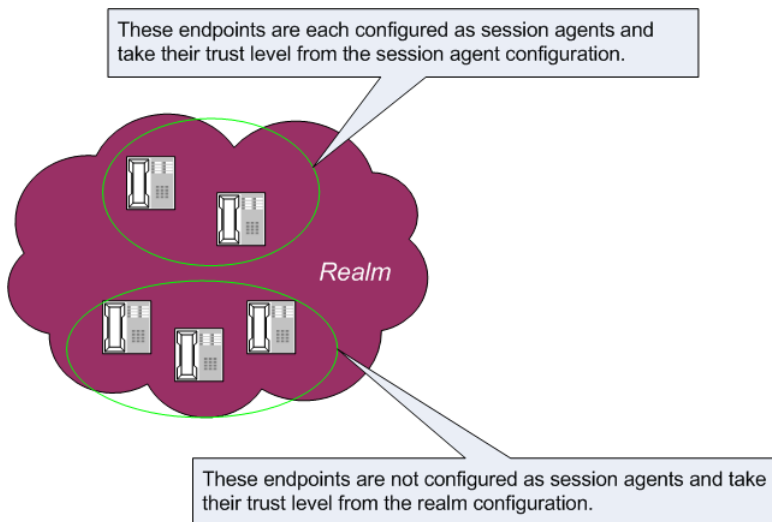 These endpoints are each configured as session agents and
take their trust level from the session agent configuration.
Realm
These endpoints are not configured as session agents and take
their trust level from the realm configuration.